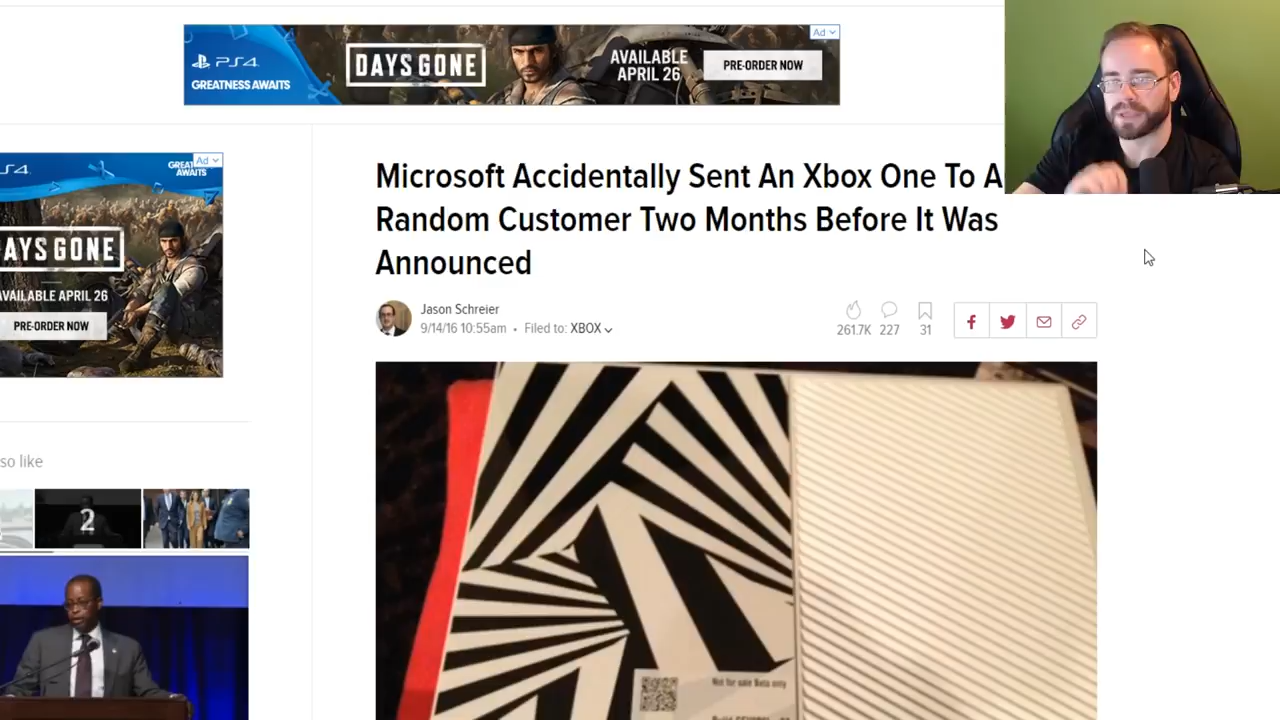 Ad
PS4
GREATNESS AWAITS
DAYS GONE
AVAILABLE
APRIL 26
PRE-ORDER NOW
S4
GREAT
AWAITS
Ad
AYS GONE
AVAILABLE APRIL 26
PRE-ORDER NOW
so like
2
Microsoft Accidentally Sent An Xbox One To A
Random Customer Two Months Before It Was
Announced
Jason Schreier
9/14/16 10:55am • Filed to: XBOX
261.7K 227 31
Not for sale Beta only